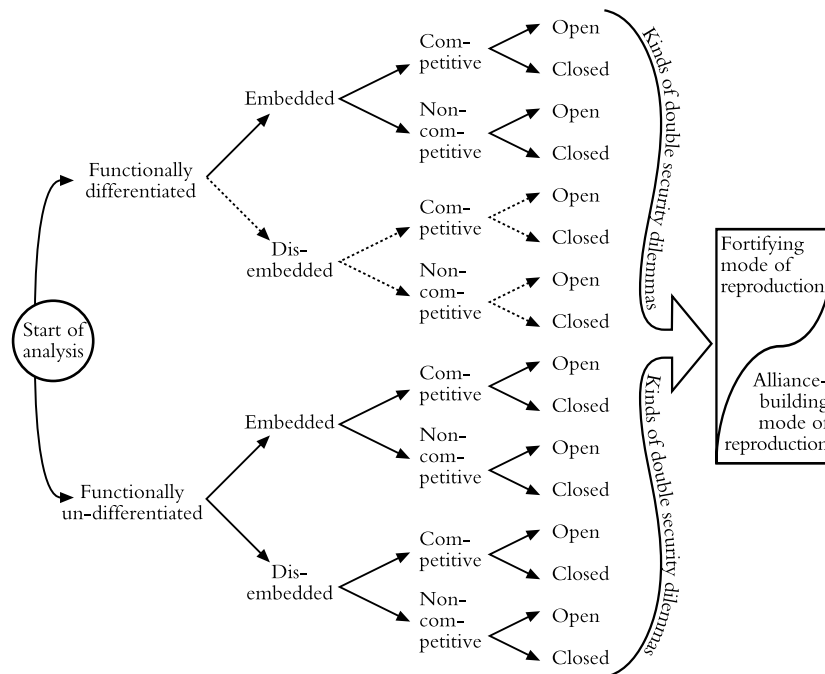 Start of
analysis
Functionally
differentiated
Functionally
un-differentiated
Embedded
Dis-
embedded
Embedded
Dis-
embedded
Com-
petitive
Non-
com-
petitive
Com-
petitive
Non-
com-
petitive
Com-
petitive
Non-
com-
petitive
Com-
petitive
Non-
com-
petitive
Open
Closed
Open
Closed
Open
Closed
Open
Closed
Open
Closed
Open
Closed
Open
Closed
Open
Closed
Kinds of double security dilemmas
Kinds of double security dilemmas
Fortifying
mode of
reproduction
Alliance-
building
mode of
reproduction